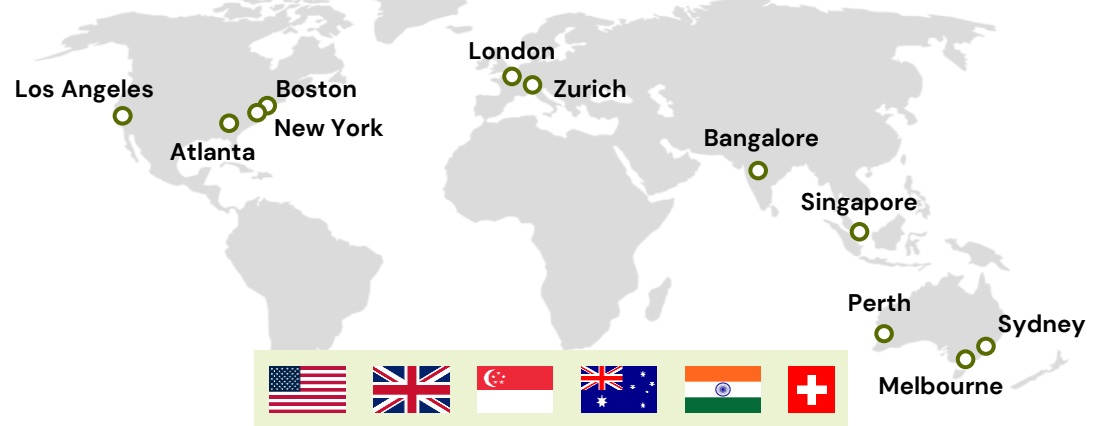 London
Los Angeles
Boston
Zurich
New York
Bangalore
Atlanta
Singapore
Perth
Sydney
Melbourne